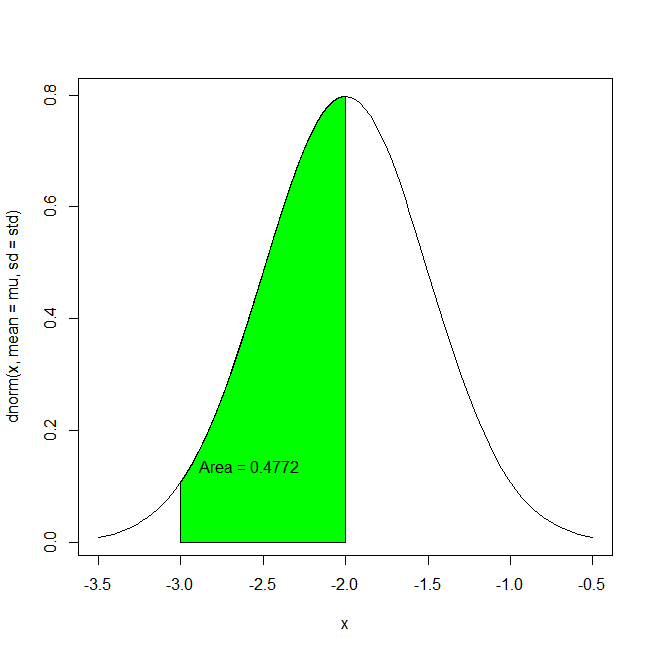 dnorm(x, mean = mu, sd = std)
0.8
0.6
0.4
0.2
0.0
Area = 0.4772
-3.5 -3.0 -2.5 -2.0 -1.5 -1.0 -0.5
x